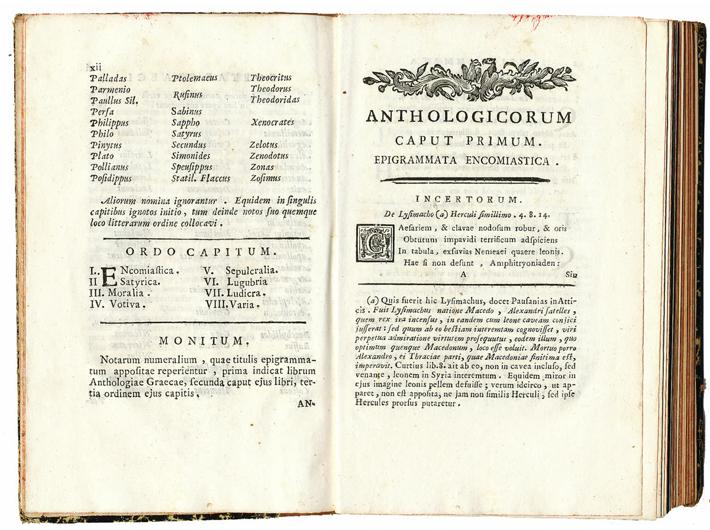 xii
Palladas Ptolemaeus Theocritus
Parmenio Rufinus Theodorus
Paullus Sil. Theodoridas
Persa Sabinus
Philippus Sappho Xenocrates
Philo Satyrus
Pinytus Secundus Zelotus
Plato Simonides Zenodotus
Pollianus Speusippus Zonas
Posidippus Statil. Flaccus Zosimus
Aliorum nomina ignorantur. Equidem in singulis
capitibus ignotos initio, tum deinde notos suo quemque
loco litterarum ordine collocavi.
ORDO CAPITUM.
I. Encomiastica. V. Sepulcralia.
II Satyrica. VI. Lugubria
III. Moralia. VII. Ludicra.
IV. Votiva. VIII. Varia.
MONITUM.
Notarum numeralium, quae titulis epigramma-
tum appositae reperientur, prima indicat librum
Anthologiae Graecae, secunda caput ejus libri, ter-
tia ordinem ejus capitis.
AN-
ANTHOLOGICORUM
CAPUT PRIMUM.
EPIGRAMMATA ENCOMIASTICA.
INCERTORUM.
De Lysimacho (a) Herculi simillimo. 4. 8. 14.
Caesariem, & clavae nodosum robur, & oris
Obtutum impavidi terrificum adspiciens
In tabula, exuvias Nemeaei quaere leonis.
Hae si non desunt, Amphitryoniaden:
A Siu
(a) Quis fuerit hic Lysimachus, docet Pausanias in Atti-
cis. Fuit Lysimachus natione Macedo, Alexandri satelles,
quem rex ira incensus, in eandem cum leone caveam conjici
jusserat: sed quum ab eo bestiam interemtam cognovisset, viri
perpetua admiratione virtutem prosequutus, eodem illum, quo
optimum quenque Macedonum, loco esse voluit. Mortuo porro
Alexandro, ei Thraciae parti, quae Macedoniae finitima est,
imperavit. Curtius lib. 8. ait ab eo, non in cavea incluso, sed
venante, leonem in Syria interemtum. Equidem miror in
ejus imagine leonis pellem defuisse; verum idcirco, ut ap-
paret, non est apposita, ne jam non similis Herculi, sed ipse
Hercules prorsus putaretur.